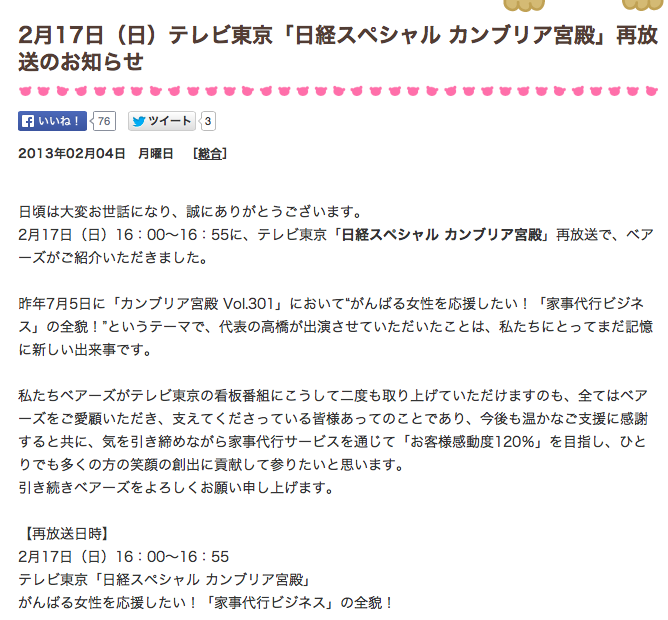 2月17日（日）テレビ東京「日経スペシャル カンブリア宮殿」再放
送のお知らせ
いいね！ 76 ツイート 3
2013年02月04日　月曜日　［総合］
日頃は大変お世話になり、誠にありがとうございます。
2月17日（日）16：00～16：55に、テレビ東京「日経スペシャル カンブリア宮殿」再放送で、ベア
ーズがご紹介いただきました。
昨年7月5日に「カンブリア宮殿 Vol.301」において“がんばる女性を応援したい！「家事代行ビジネ
ス」の全貌！”というテーマで、代表の高橋が出演させていただいたことは、私たちにとってまだ記憶
に新しい出来事です。
私たちベアーズがテレビ東京の看板番組にこうして二度も取り上げていただけますのも、全てはベア
ーズをご愛顧いただき、支えてくださっている皆様あってのことであり、今後も温かなご支援に感謝
すると共に、気を引き締めながら家事代行サービスを通じて「お客様感動度120％」を目指し、ひと
りでも多くの方の笑顔の創出に貢献して参りたいと思います。
引き続きベアーズをよろしくお願い申し上げます。
【再放送日時】
2月17日（日）16：00～16：55
テレビ東京「日経スペシャル カンブリア宮殿」
がんばる女性を応援したい！「家事代行ビジネス」の全貌！